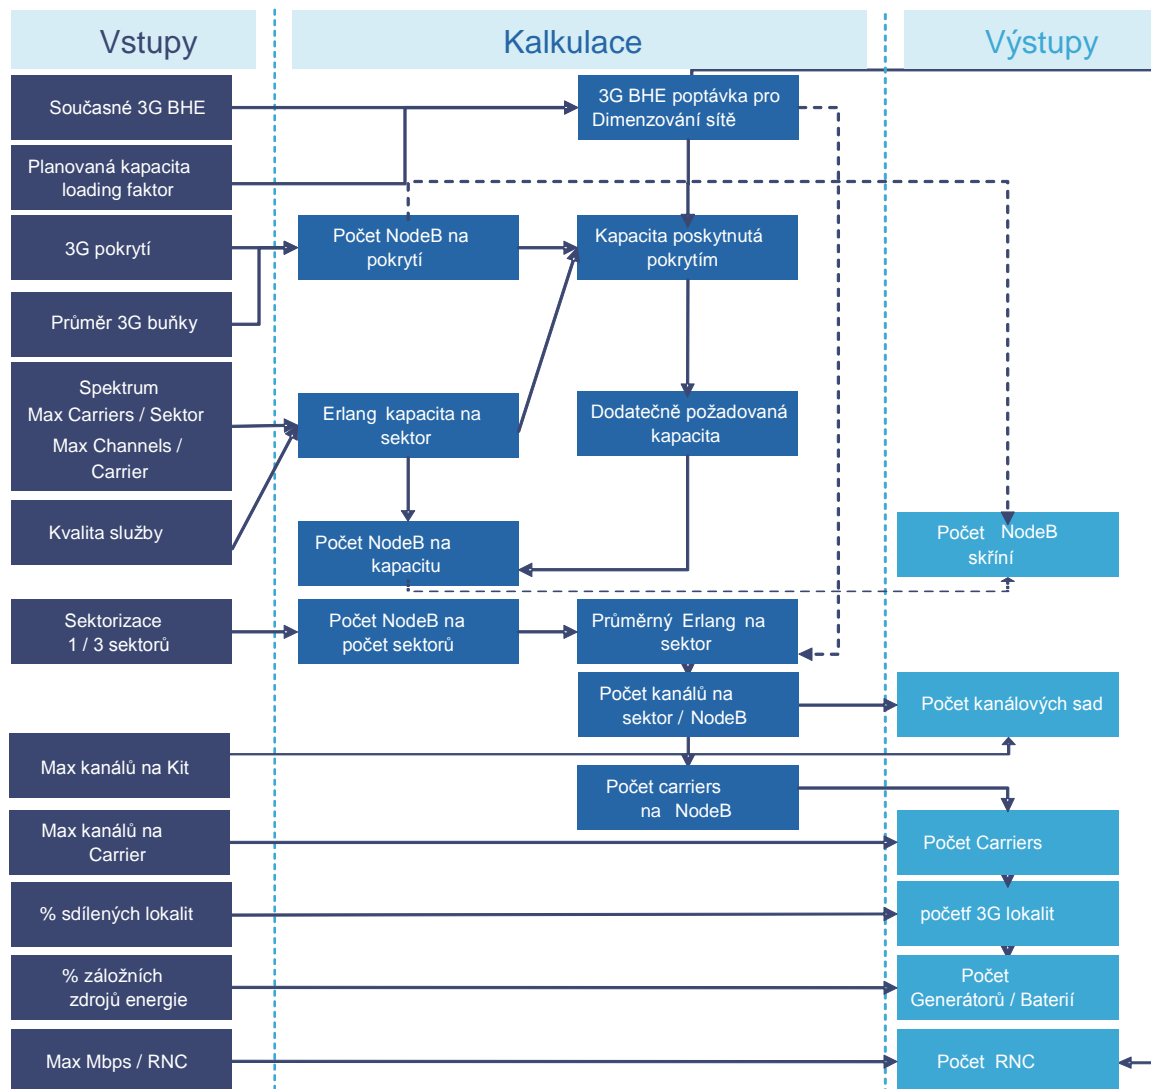 Vstupy
Kalkulace
Výstupy
Současné 3G BHE
3G BHE poptávka pro
Dimenzování sítě
Planovaná kapacita
loading faktor
3G pokrytí
Počet NodeB na
pokrytí
Kapacita poskytnutá
pokrytím
Průměr 3G buňky
Spektrum
Max Carriers / Sektor
Max Channels /
Carrier
Erlang kapacita na
sektor
Dodatečně požadovaná
kapacita
Kvalita služby
Počet NodeB na
kapacitu
Počet NodeB
skříní
Sektorizace
1 / 3 sektorů
Počet NodeB na
počet sektorů
Průměrný Erlang na
sektor
Počet kanálů na
sektor / NodeB
Počet kanálových sad
Max kanálů na Kit
Počet carriers
na NodeB
Max kanálů na
Carrier
Počet Carriers
% sdílených lokalit
početf 3G lokalit
% záložních
zdrojů energie
Počet
Generátorů / Baterií
Max Mbps / RNC
Počet RNC